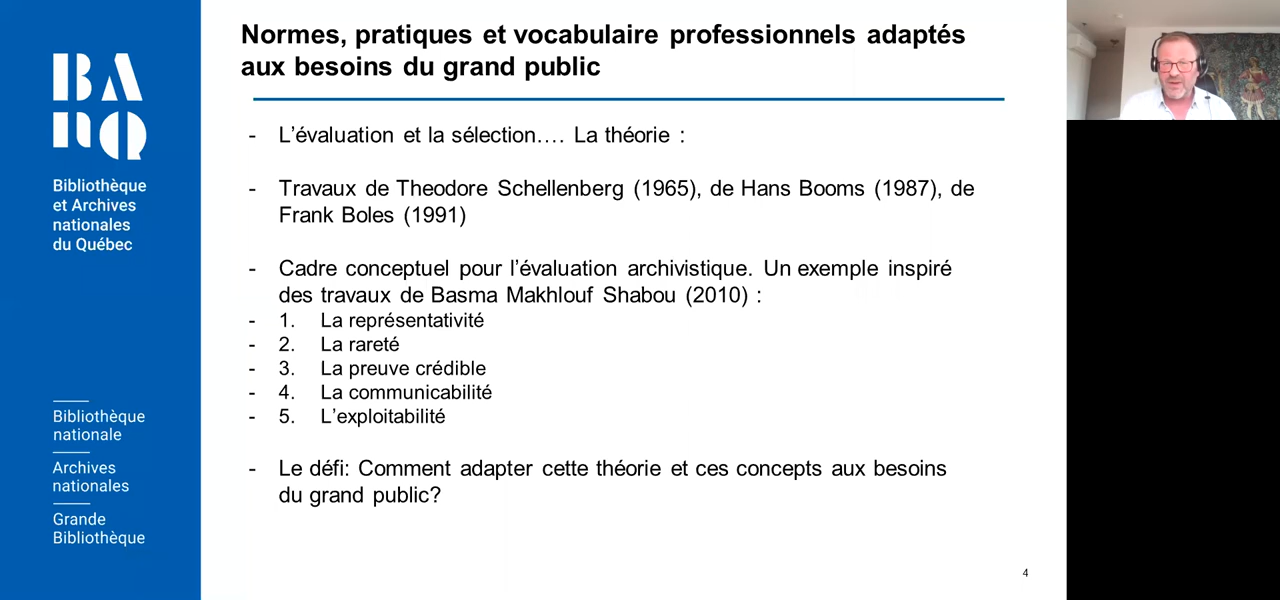 BA
nQ
Bibliothèque
et Archives
nationales
du Québec
Bibliothèque
nationale
Archives
nationales
Grande
Bibliothèque
Normes, pratiques et vocabulaire professionnels adaptés
aux besoins du grand public
- L’évaluation et la sélection…. La théorie :
- Travaux de Theodore Schellenberg (1965), de Hans Booms (1987), de
Frank Boles (1991)
- Cadre conceptuel pour l’évaluation archivistique. Un exemple inspiré
des travaux de Basma Makhlouf Shabou (2010) :
- 1. La représentativité
- 2. La rareté
- 3. La preuve crédible
- 4. La communicabilité
- 5. L’exploitabilité
- Le défi: Comment adapter cette théorie et ces concepts aux besoins
du grand public?
4